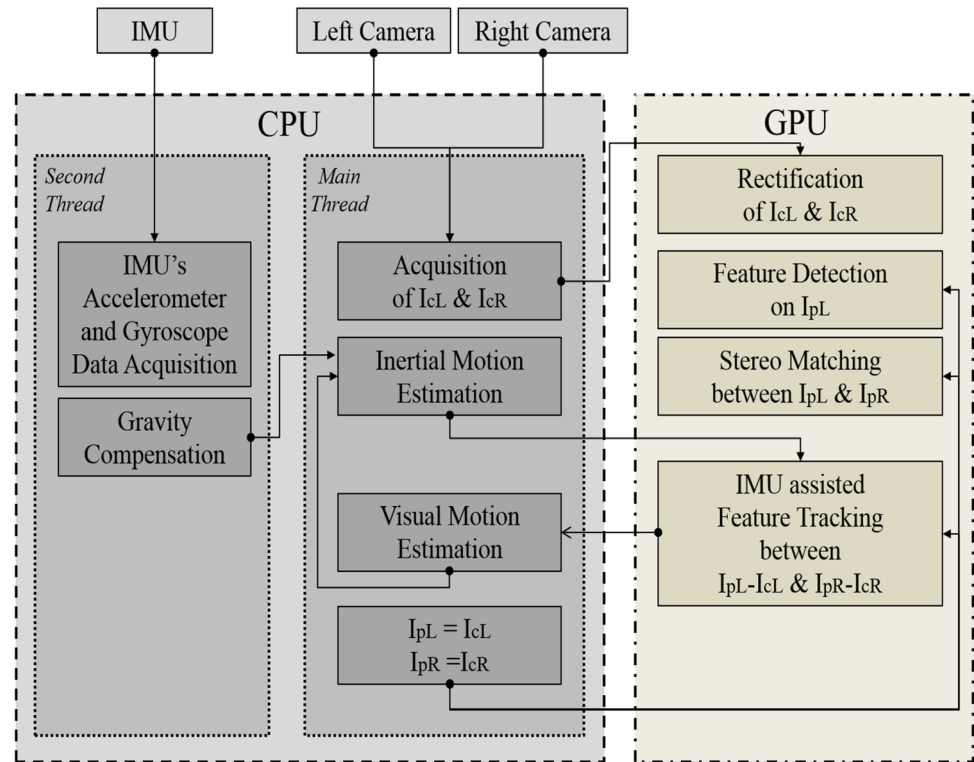 IMU
Left Camera
Right Camera
CPU
Second
Thread
IMU’s
Accelerometer
and Gyroscope
Data Acquisition
Gravity
Compensation
Main
Thread
Acquisition
of IcL & IcR
Inertial Motion
Estimation
Visual Motion
Estimation
IpL = IcL
IpR =IcR
GPU
Rectification
of IcL & IcR
Feature Detection
on IpL
Stereo Matching
between IpL & IpR
IMU assisted
Feature Tracking
between
IpL-IcL & IpR-IcR